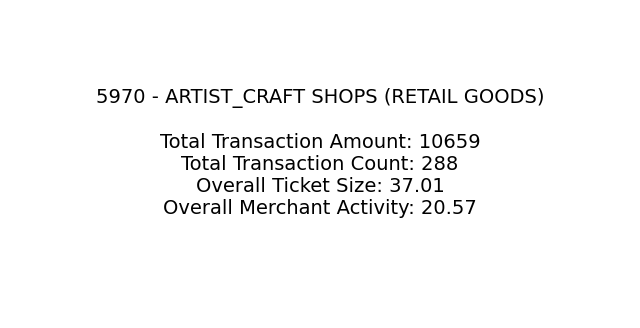 5970 - ARTIST_CRAFT SHOPS (RETAIL GOODS)
Total Transaction Amount: 10659
Total Transaction Count: 288
Overall Ticket Size: 37.01
Overall Merchant Activity: 20.57